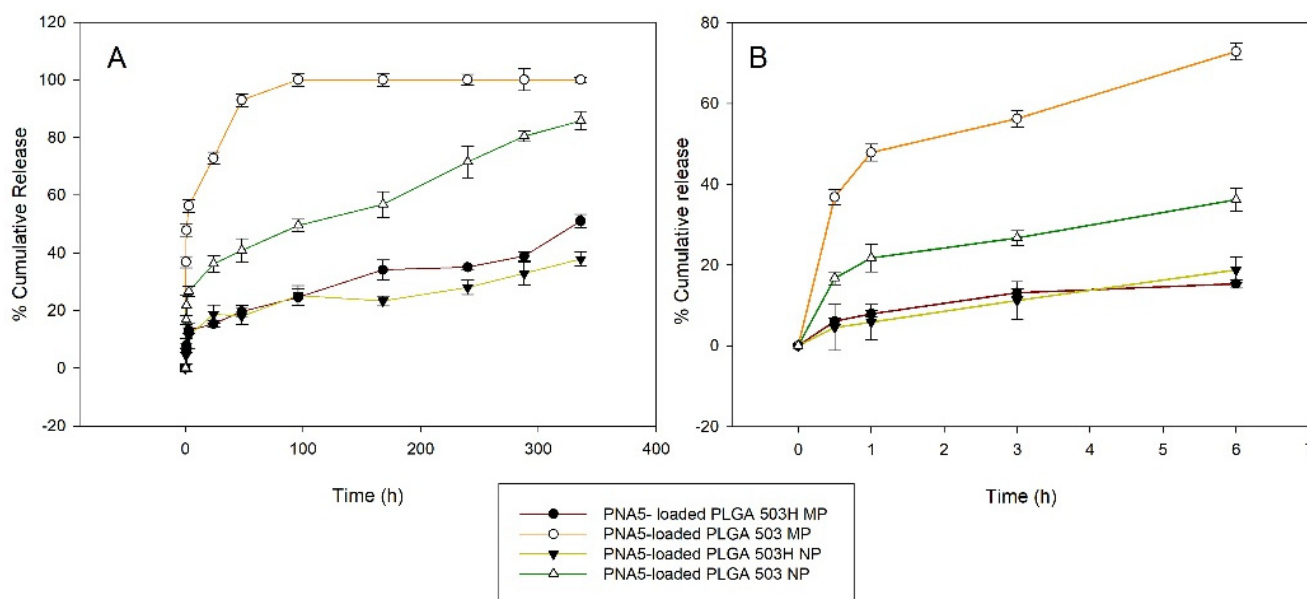 A
% Cumulative Release
120
100
80
60
40
20
0
-20
0
100
200
300
400
Time (h)
B
% Cumulative release
80
60
40
20
0
-20
0
1
2
3
4
5
6
7
Time (h)
PNA5- loaded PLGA 503H MP
PNA5-loaded PLGA 503 MP
PNA5-loaded PLGA 503H NP
PNA5-loaded PLGA 503 NP